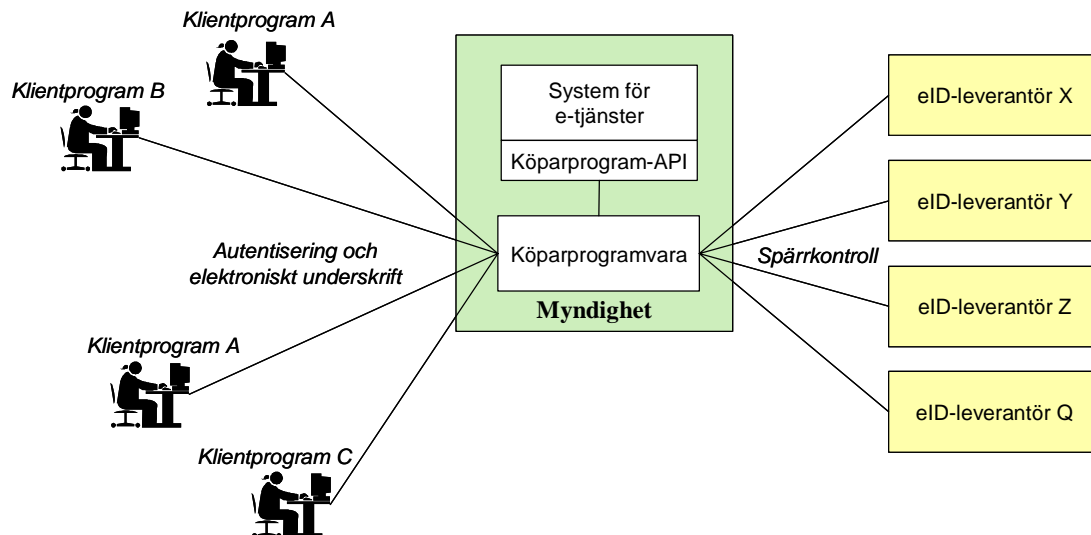 Klientprogram A
Klientprogram B
System för
e-tjänster
Köparprogram-API
Köparprogramvara
Myndighet
Autentisering och
elektroniskt underskrift
Spärrkontroll
Klientprogram A
Klientprogram C
eID-leverantör X
eID-leverantör Y
eID-leverantör Z
eID-leverantör Q